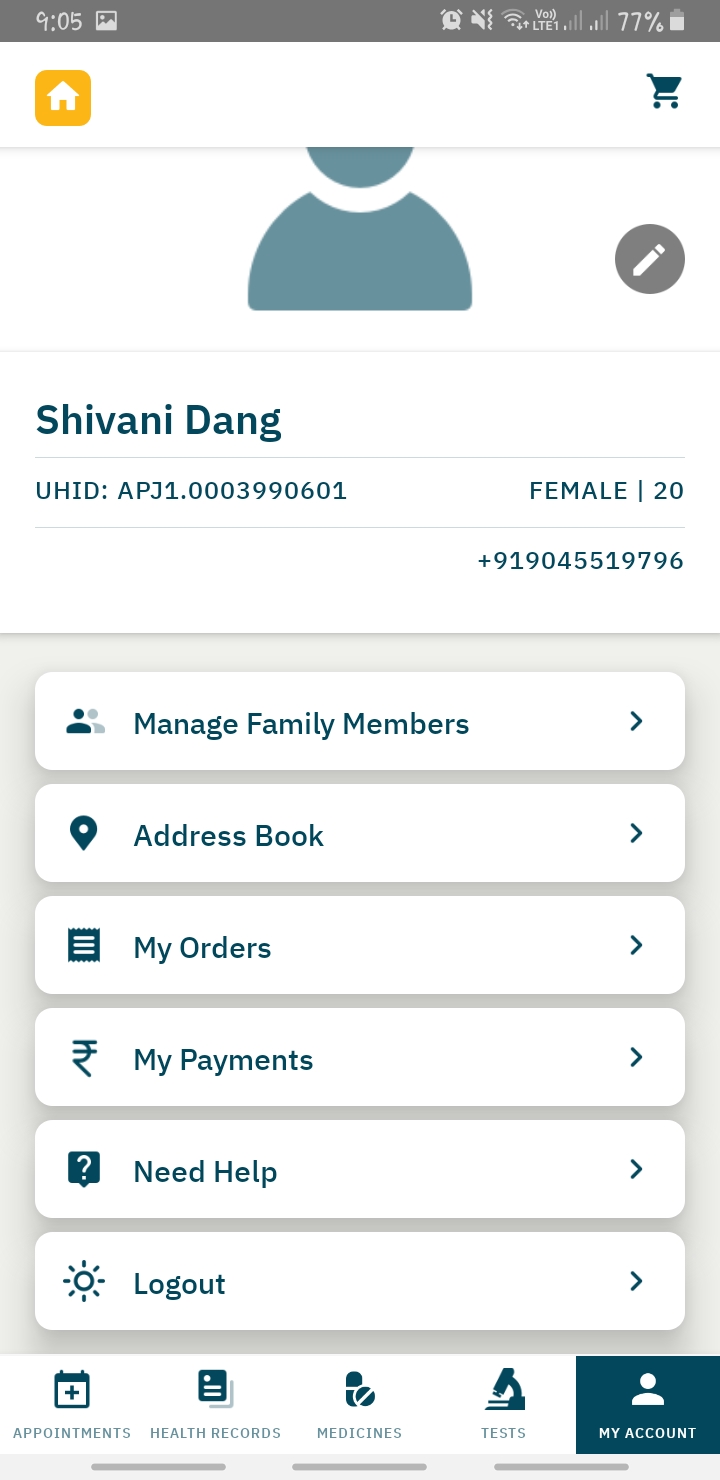 9:05 Vo) LTE1 77%
Shivani Dang
UHID: APJ1.0003990601 FEMALE | 20
+919045519796
Manage Family Members
Address Book
My Orders
My Payments
Need Help
Logout
APPOINTMENTS HEALTH RECORDS MEDICINES TESTS MY ACCOUNT